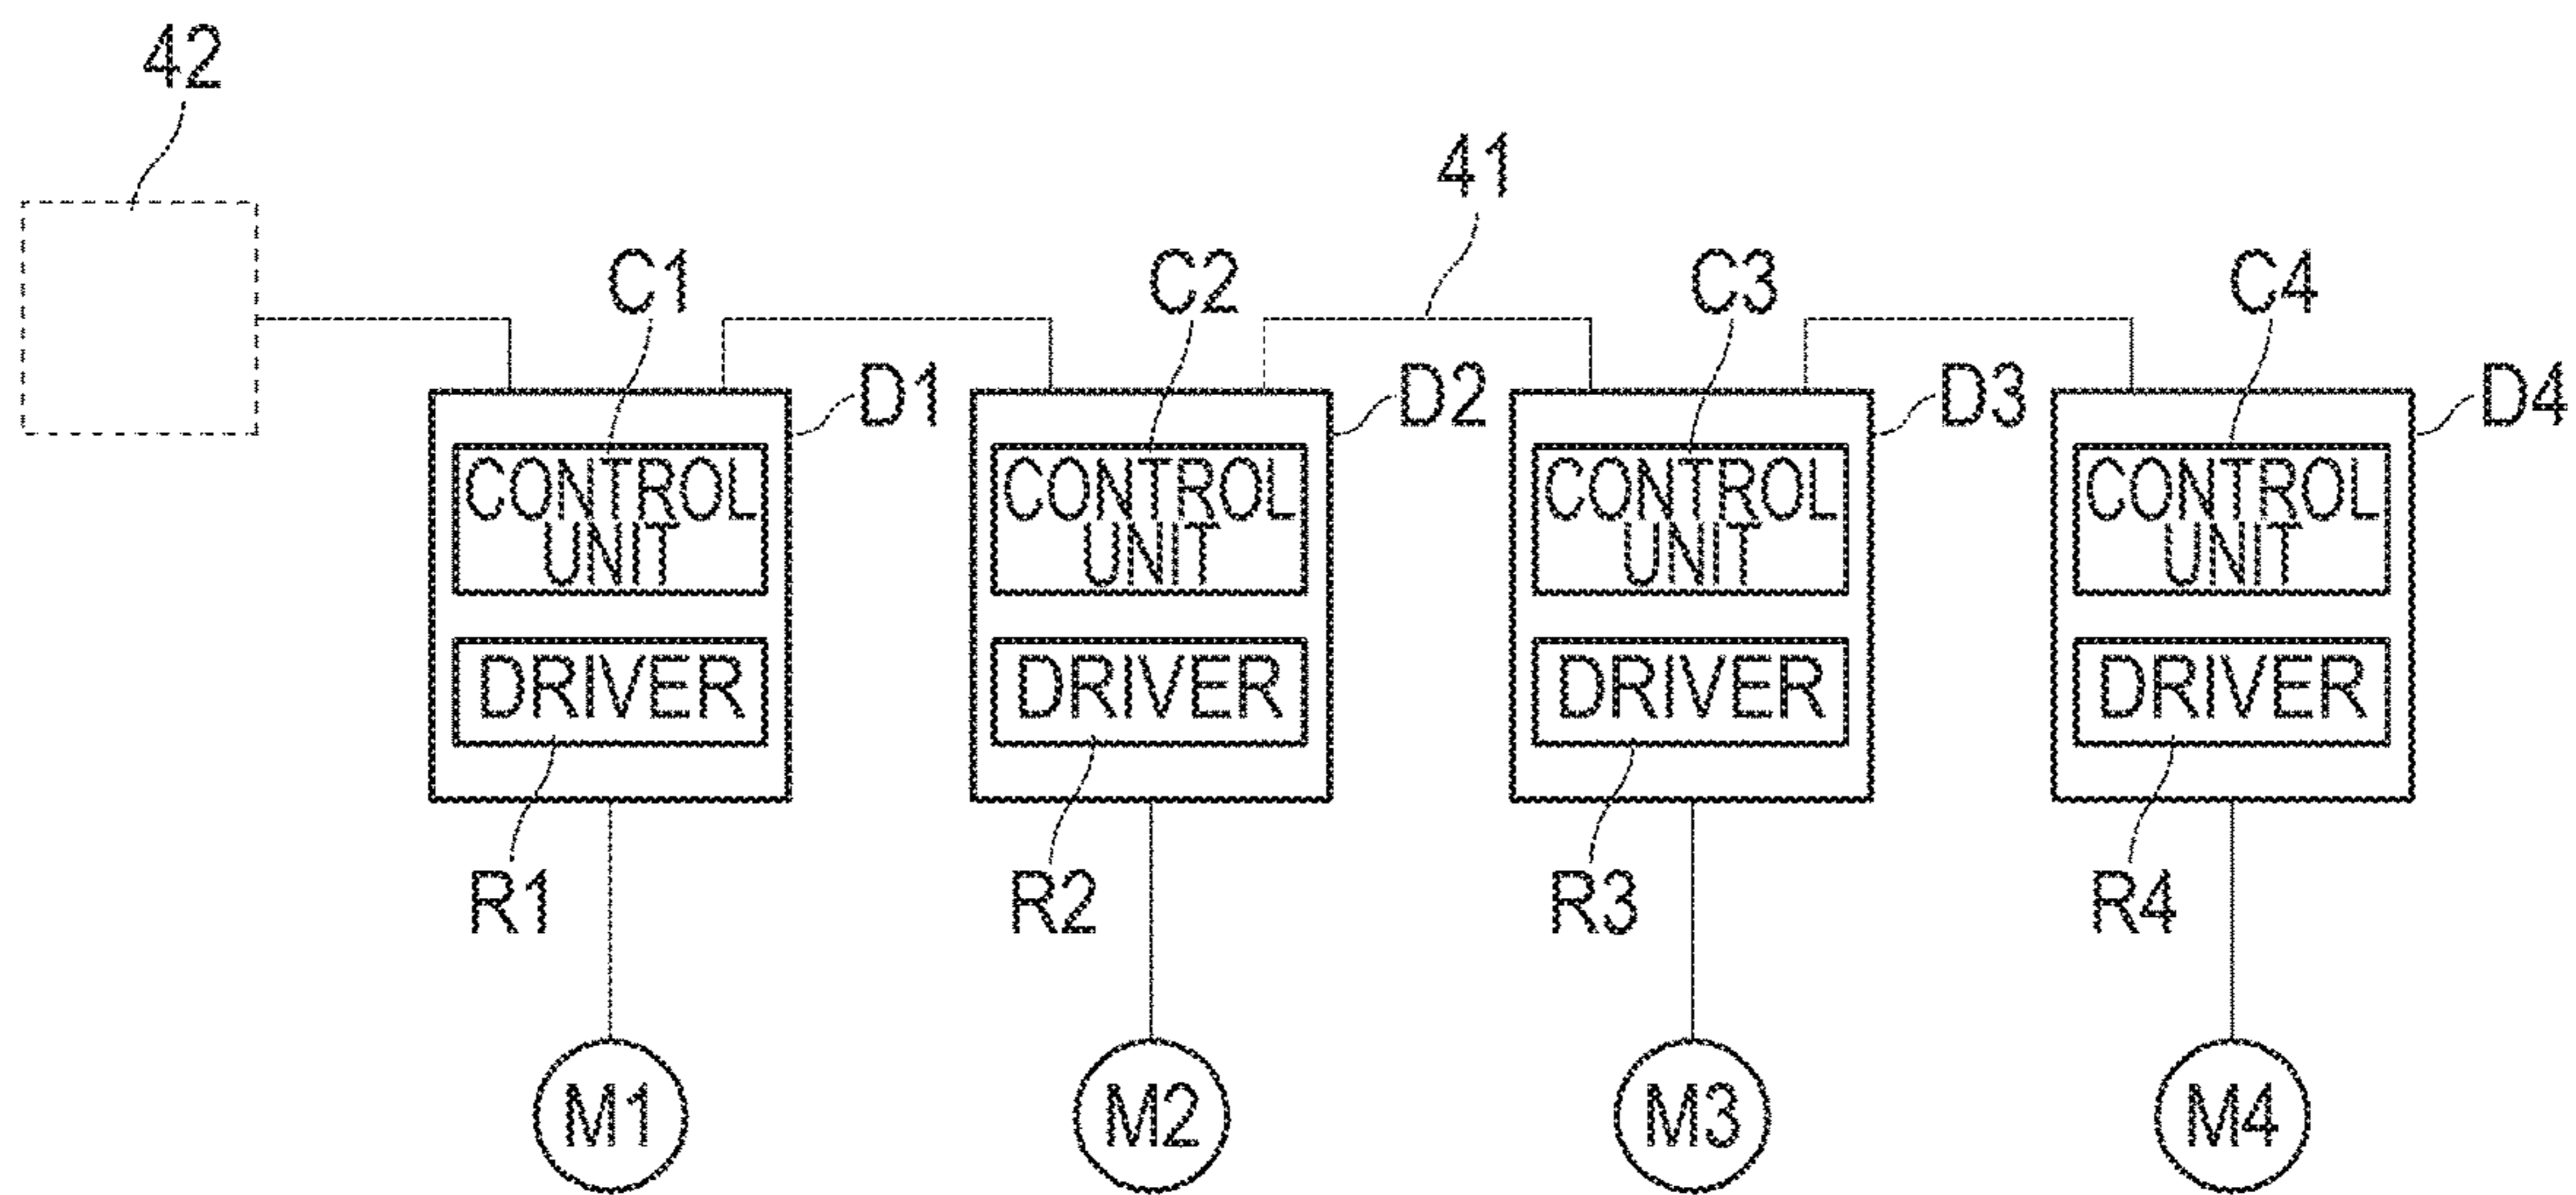 42
41
C1
C2
C3
C4
D1
D2
D3
D4
CONTROL
UNIT
CONTROL
UNIT
CONTROL
UNIT
CONTROL
UNIT
DRIVER
DRIVER
DRIVER
DRIVER
R1
R2
R3
R4
M1
M2
M3
M4